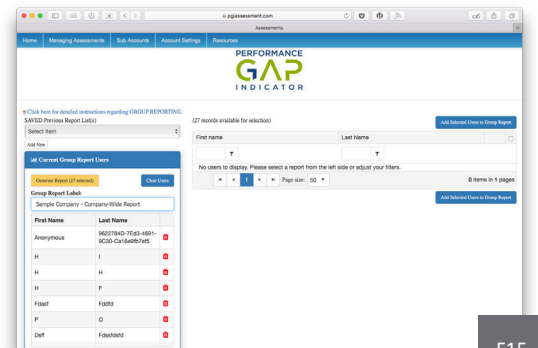 pgiassessment.com
Assessments
Home Managing Assessments Sub Accounts Account Settings Resources
PERFORMANCE
GAP
INDICATOR
Click here for detailed instructions regarding GROUP REPORTING.
SAVED Previous Report List(s)
Select Item
Add New
Current Group Report Users
Generate Report (27 selected) Clear Users
Group Report Label:
Sample Company - Company-Wide Report
First Name Last Name
Anonymous 9622784D-7Ed3-4691-
9C30-Ca16e9fb7ef5
H I
H H
H F
Fdasf Fddfd
P O
Dsff Fdesfdsfd
(27 records available for selection) Add Selected Users to Group Report
First name Last Name
No users to display. Please select a report from the left side or adjust your filters.
1 Page size: 50 0 items in 1 pages
Add Selected Users to Group Report